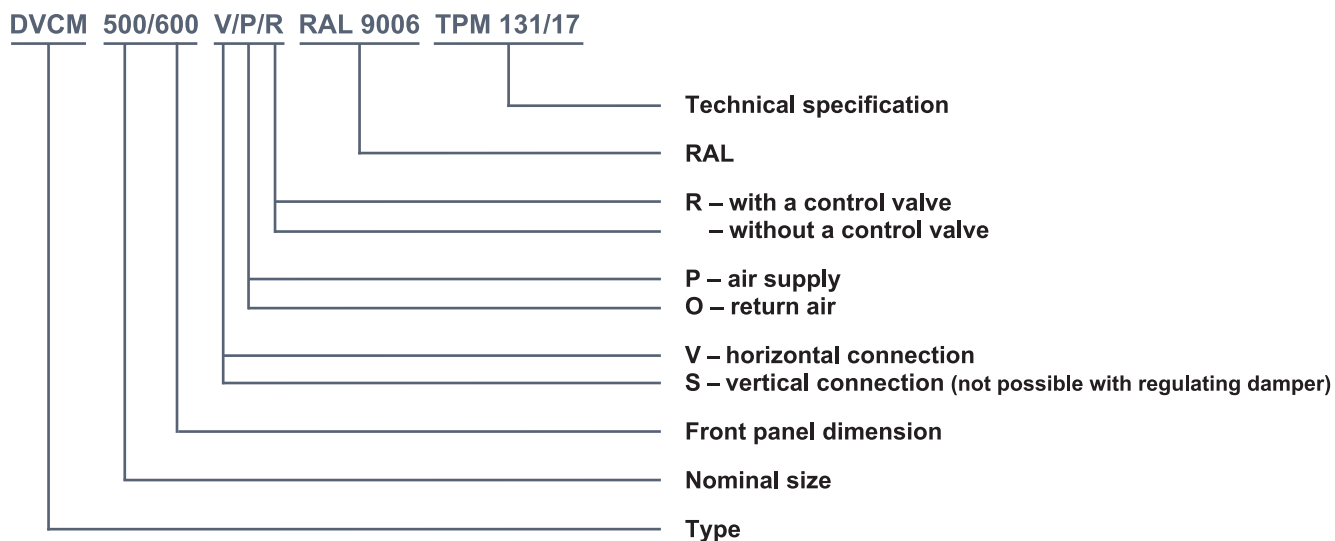 DVCM 500/600 V/P/R RAL 9006 TPM 131/17
Technical specification
RAL
R – with a control valve
– without a control valve
P – air supply
O – return air
V – horizontal connection
S – vertical connection (not possible with regulating damper)
Front panel dimension
Nominal size
Type